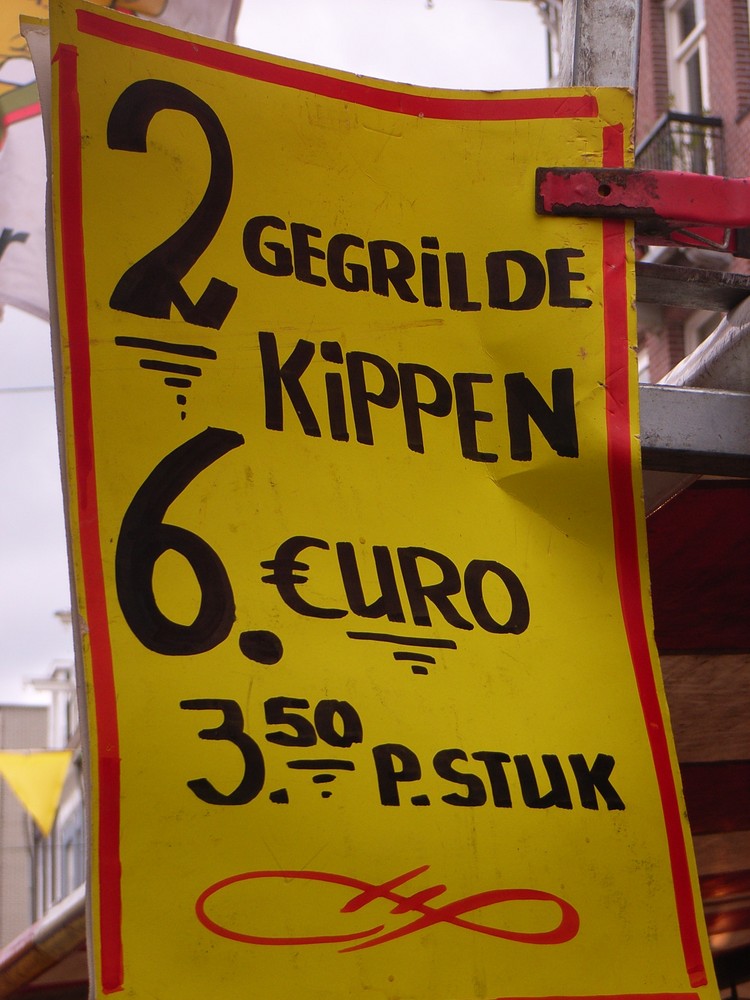 2 GEGRiLDE
KiPPEN
6. €URO
3.50 P.STUK